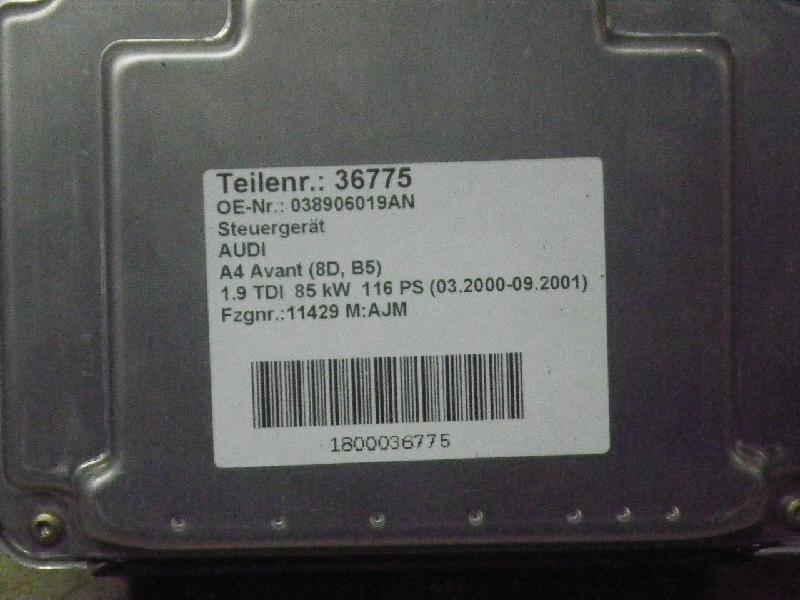 Teilenr.: 36775
OE-Nr.: 038906019AN
Steuergerät
AUDI
A4 Avant (8D, B5)
1.9 TDI 85 kW 116 PS (03.2000-09.2001)
Fzgnr.:11429 M:AJM
1800036775